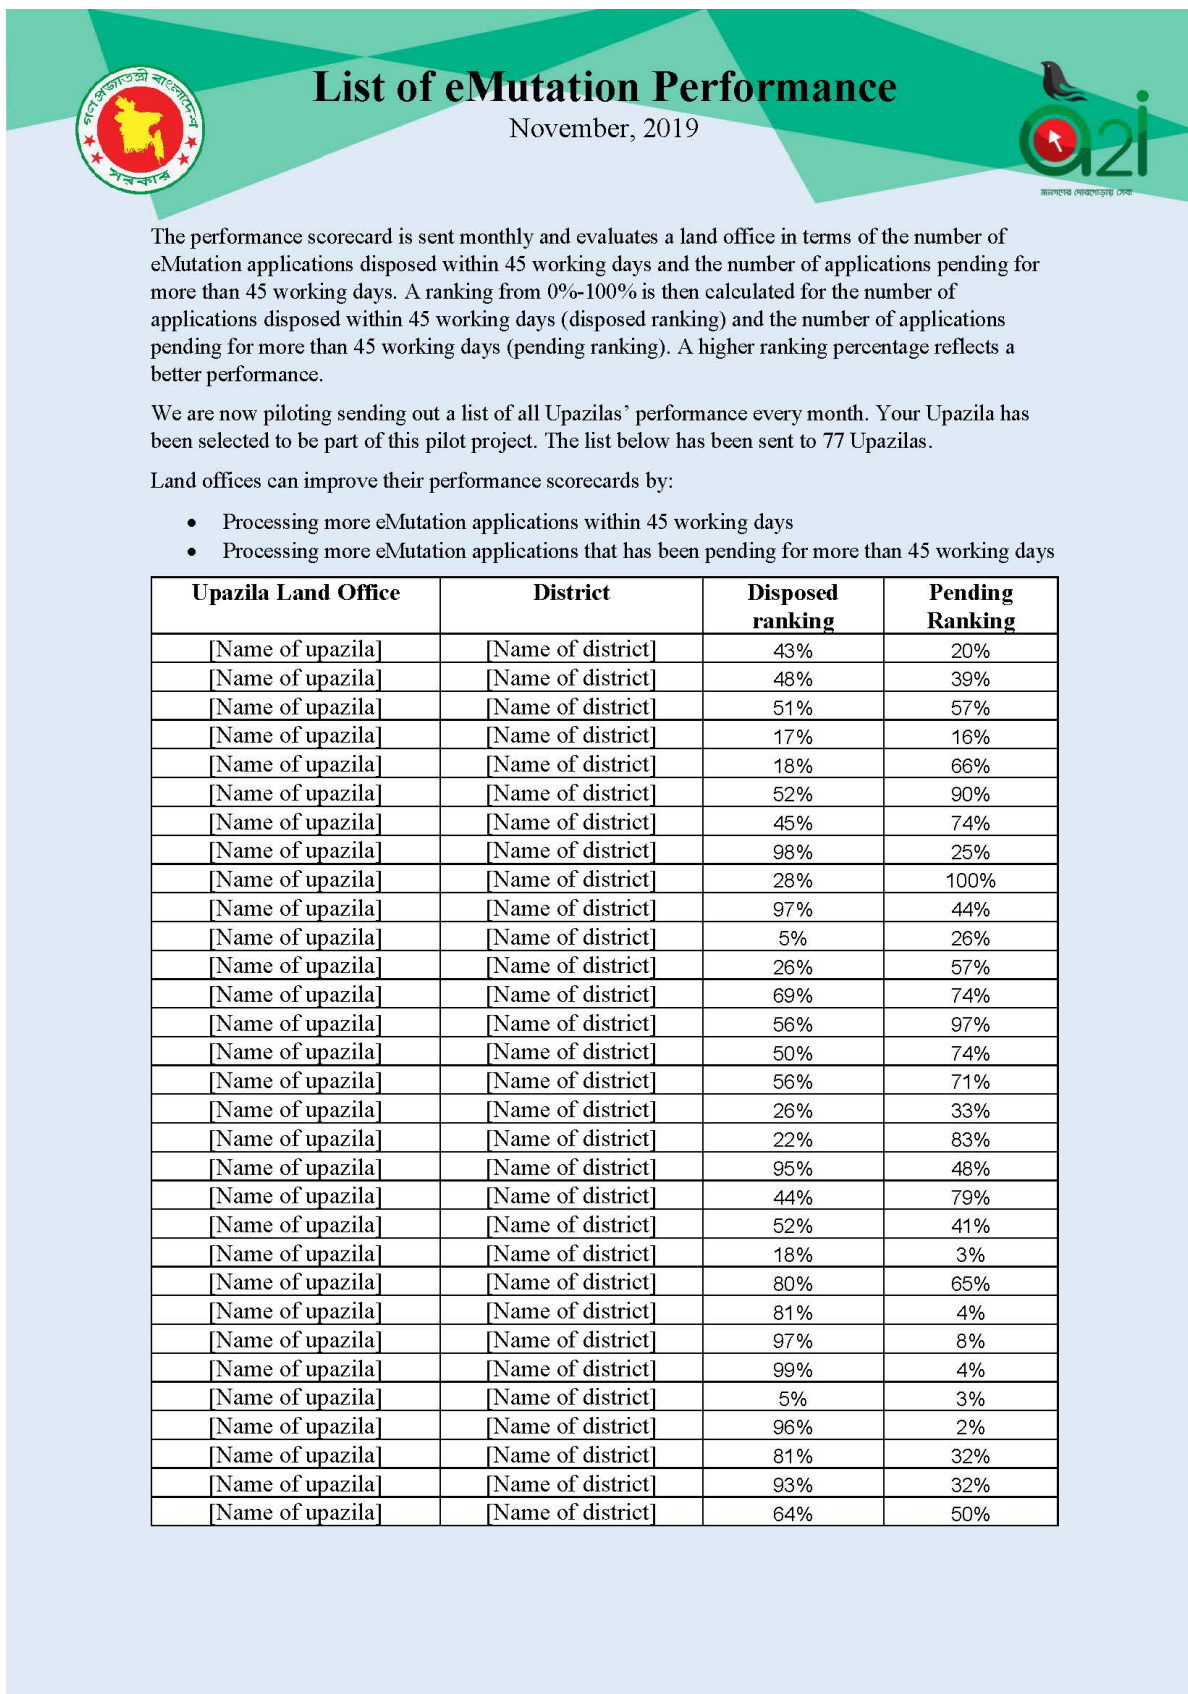 গণপ্রজাতন্ত্রী বাংলাদেশ
সরকার
List of eMutation Performance
November, 2019
a2i
জনগণের দোরগোড়ায় সেবা
The performance scorecard is sent monthly and evaluates a land office in terms of the number of
eMutation applications disposed within 45 working days and the number of applications pending for
more than 45 working days. A ranking from 0%-100% is then calculated for the number of
applications disposed within 45 working days (disposed ranking) and the number of applications
pending for more than 45 working days (pending ranking). A higher ranking percentage reflects a
better performance.
We are now piloting sending out a list of all Upazilas’ performance every month. Your Upazila has
been selected to be part of this pilot project. The list below has been sent to 77 Upazilas.
Land offices can improve their performance scorecards by:
• Processing more eMutation applications within 45 working days
• Processing more eMutation applications that has been pending for more than 45 working days
Upazila Land Office District Disposed Pending
ranking Ranking
[Name of upazila] [Name of district] 43% 20%
[Name of upazila] [Name of district] 48% 39%
[Name of upazila] [Name of district] 51% 57%
[Name of upazila] [Name of district] 17% 16%
[Name of upazila] [Name of district] 18% 66%
[Name of upazila] [Name of district] 52% 90%
[Name of upazila] [Name of district] 45% 74%
[Name of upazila] [Name of district] 98% 25%
[Name of upazila] [Name of district] 28% 100%
[Name of upazila] [Name of district] 97% 44%
[Name of upazila] [Name of district] 5% 26%
[Name of upazila] [Name of district] 26% 57%
[Name of upazila] [Name of district] 69% 74%
[Name of upazila] [Name of district] 56% 97%
[Name of upazila] [Name of district] 50% 74%
[Name of upazila] [Name of district] 56% 71%
[Name of upazila] [Name of district] 26% 33%
[Name of upazila] [Name of district] 22% 83%
[Name of upazila] [Name of district] 95% 48%
[Name of upazila] [Name of district] 44% 79%
[Name of upazila] [Name of district] 52% 41%
[Name of upazila] [Name of district] 18% 3%
[Name of upazila] [Name of district] 80% 65%
[Name of upazila] [Name of district] 81% 4%
[Name of upazila] [Name of district] 97% 8%
[Name of upazila] [Name of district] 99% 4%
[Name of upazila] [Name of district] 5% 3%
[Name of upazila] [Name of district] 96% 2%
[Name of upazila] [Name of district] 81% 32%
[Name of upazila] [Name of district] 93% 32%
[Name of upazila] [Name of district] 64% 50%